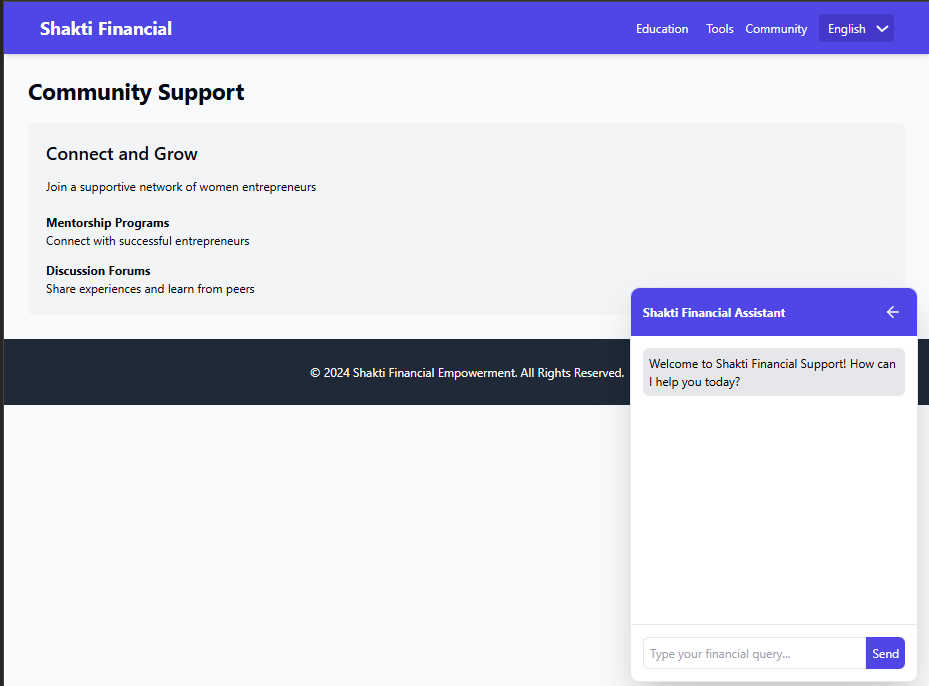 Shakti Financial
Education Tools Community English
Community Support
Connect and Grow
Join a supportive network of women entrepreneurs
Mentorship Programs
Connect with successful entrepreneurs
Discussion Forums
Share experiences and learn from peers
© 2024 Shakti Financial Empowerment. All Rights Reserved.
Shakti Financial Assistant
Welcome to Shakti Financial Support! How can
I help you today?
Type your financial query...
Send